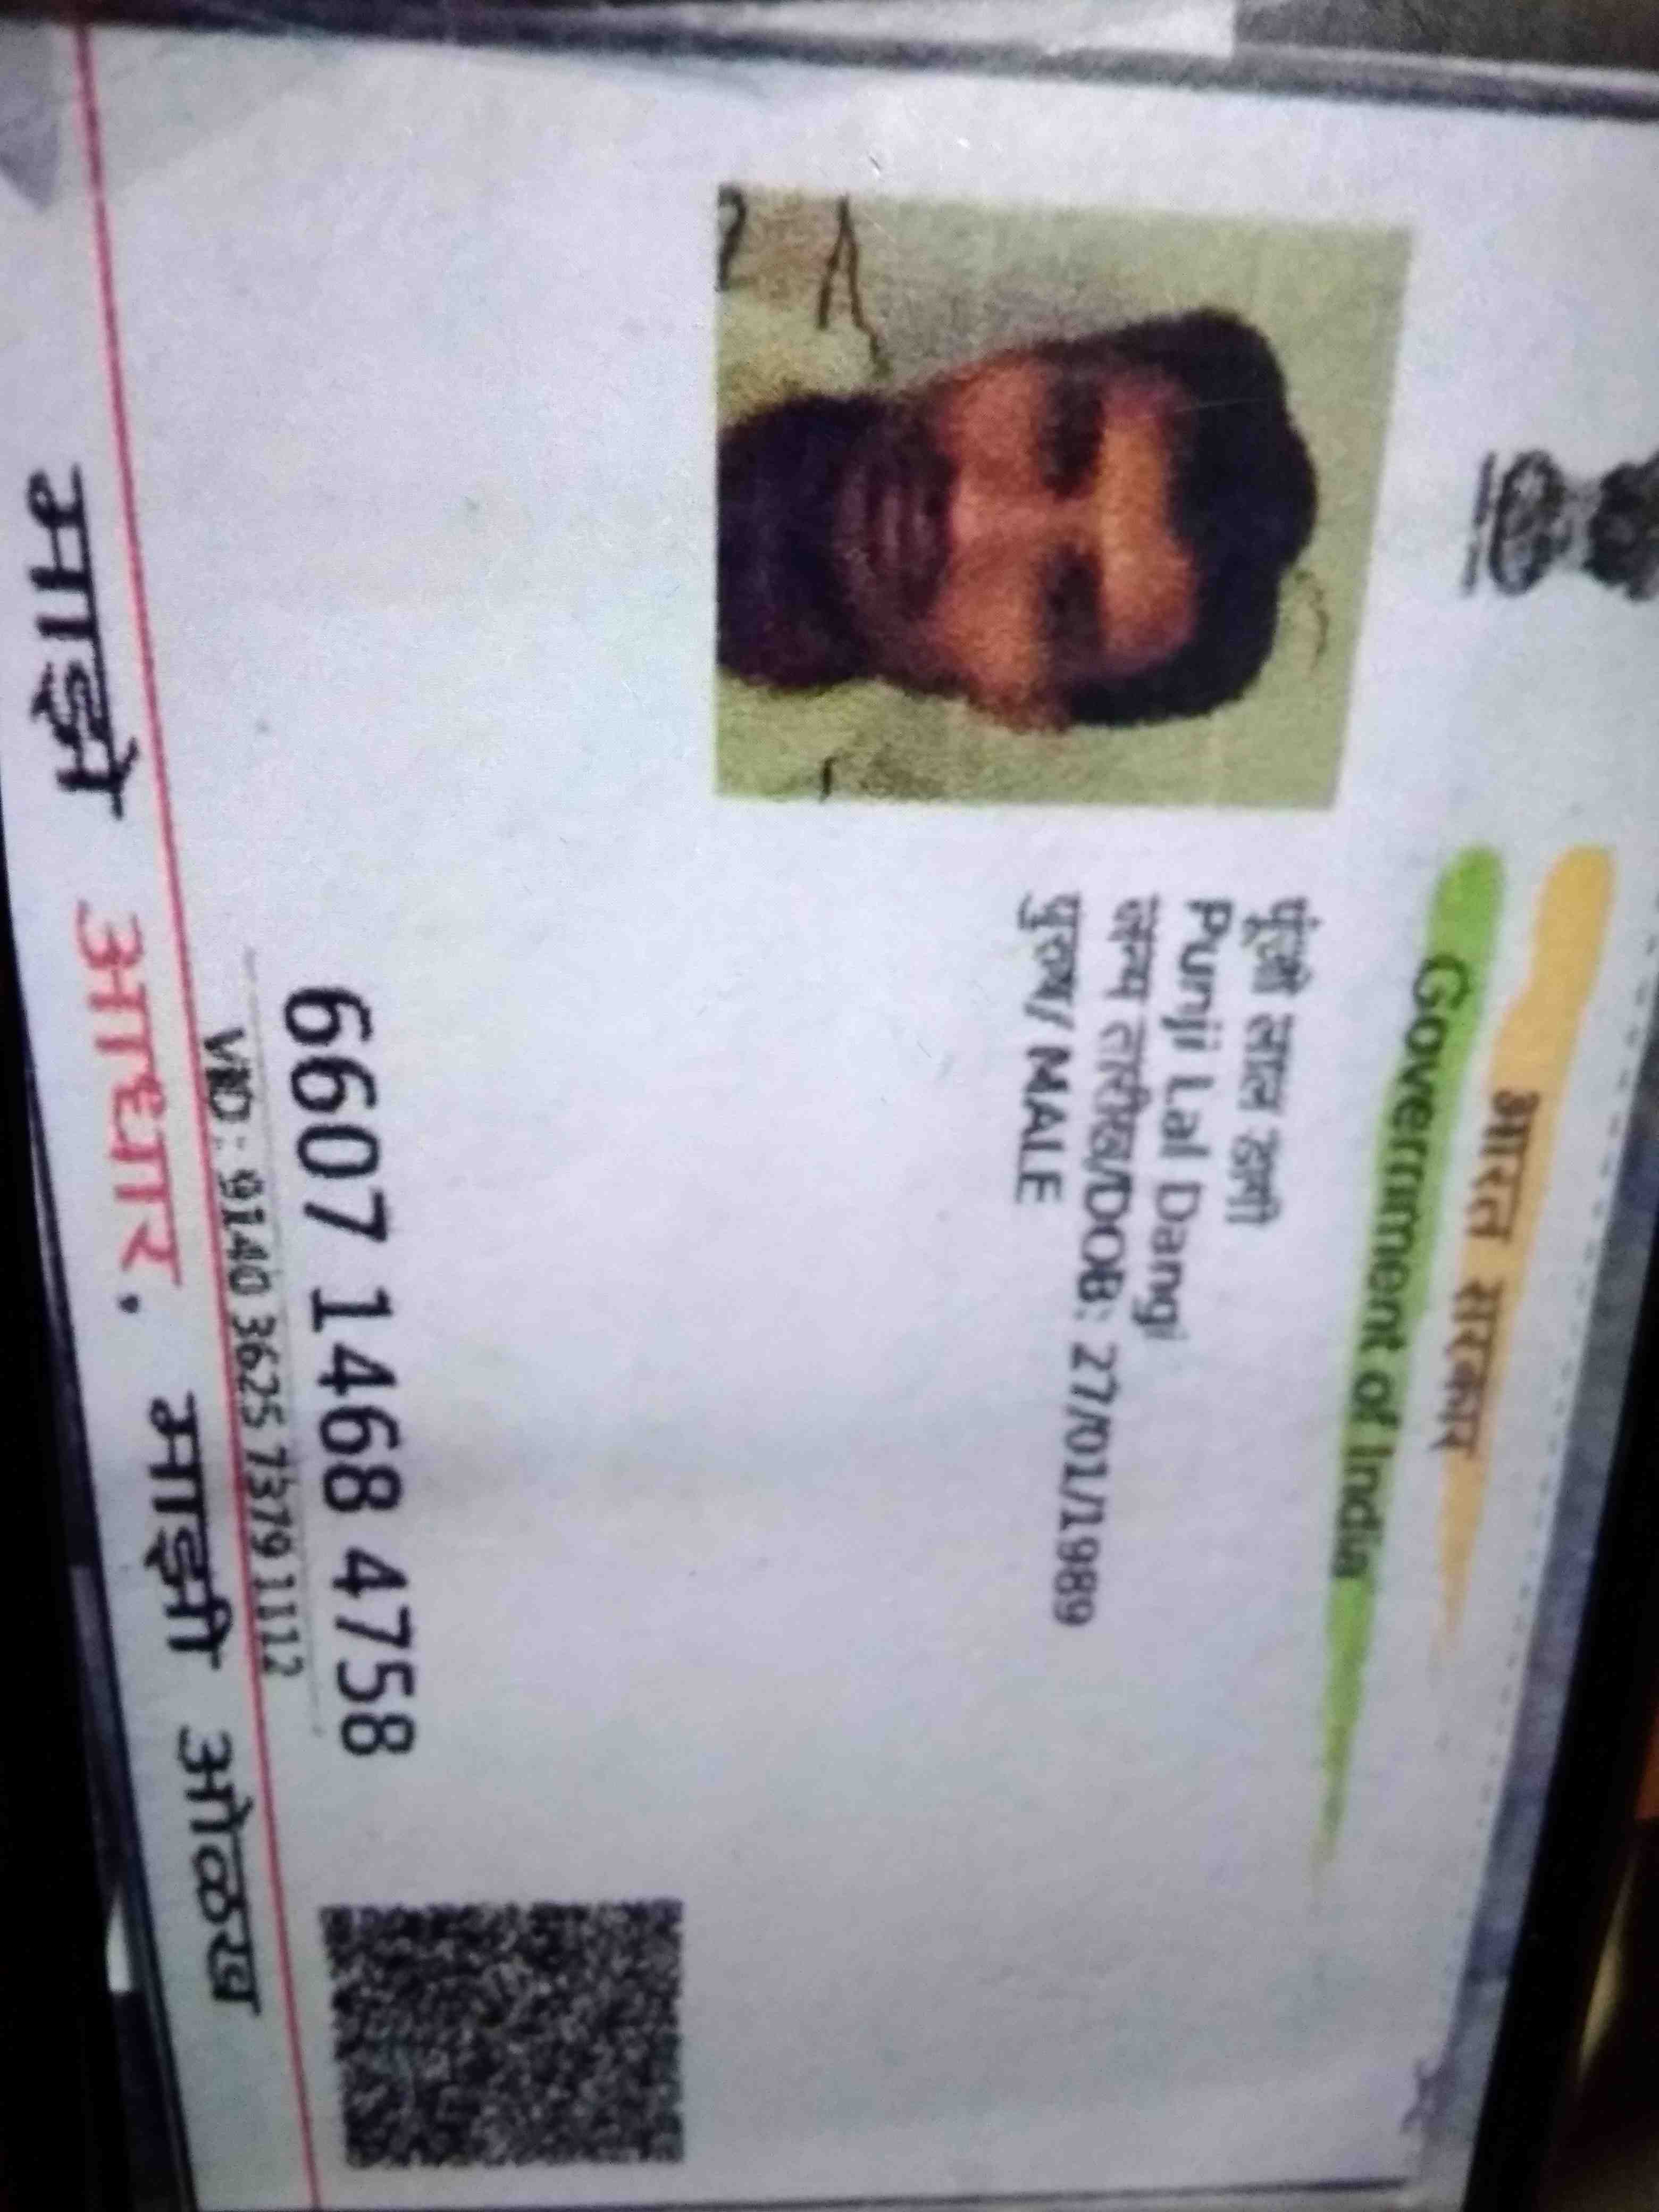 भारत सरकार
Government of India
पूंजी लाल डांगी
Punji Lal Dangi
जन्म तारीख/DOB: 27/01/1989
पुरुष/ MALE
6607 1468 4758
VID : 9140 3625 7379 1112
माझे आधार, माझी ओळख